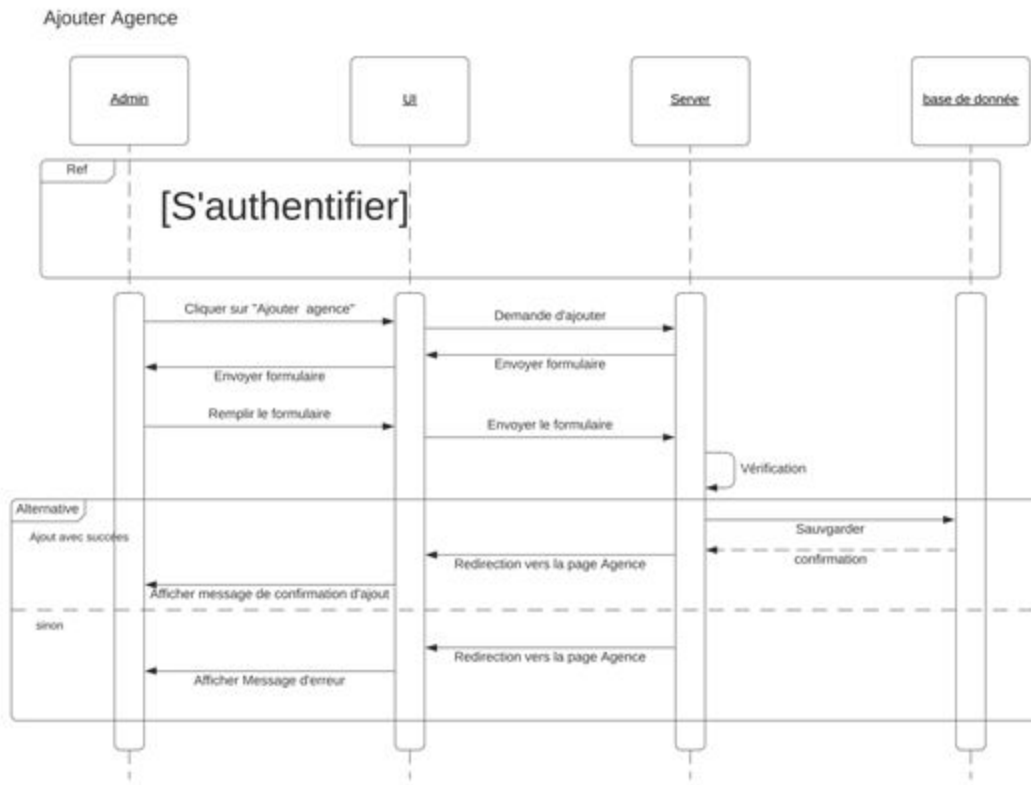 Ajouter Agence
Admin
UI
Server
base de donnée
Ref
[S'authentifier]
Cliquer sur "Ajouter agence"
Demande d'ajouter
Envoyer formulaire
Envoyer formulaire
Remplir le formulaire
Envoyer le formulaire
Vérification
Alternative
Ajout avec succées
Sauvgarder
confirmation
Redirection vers la page Agence
Afficher message de confirmation d'ajout
sinon
Redirection vers la page Agence
Afficher Message d'erreur